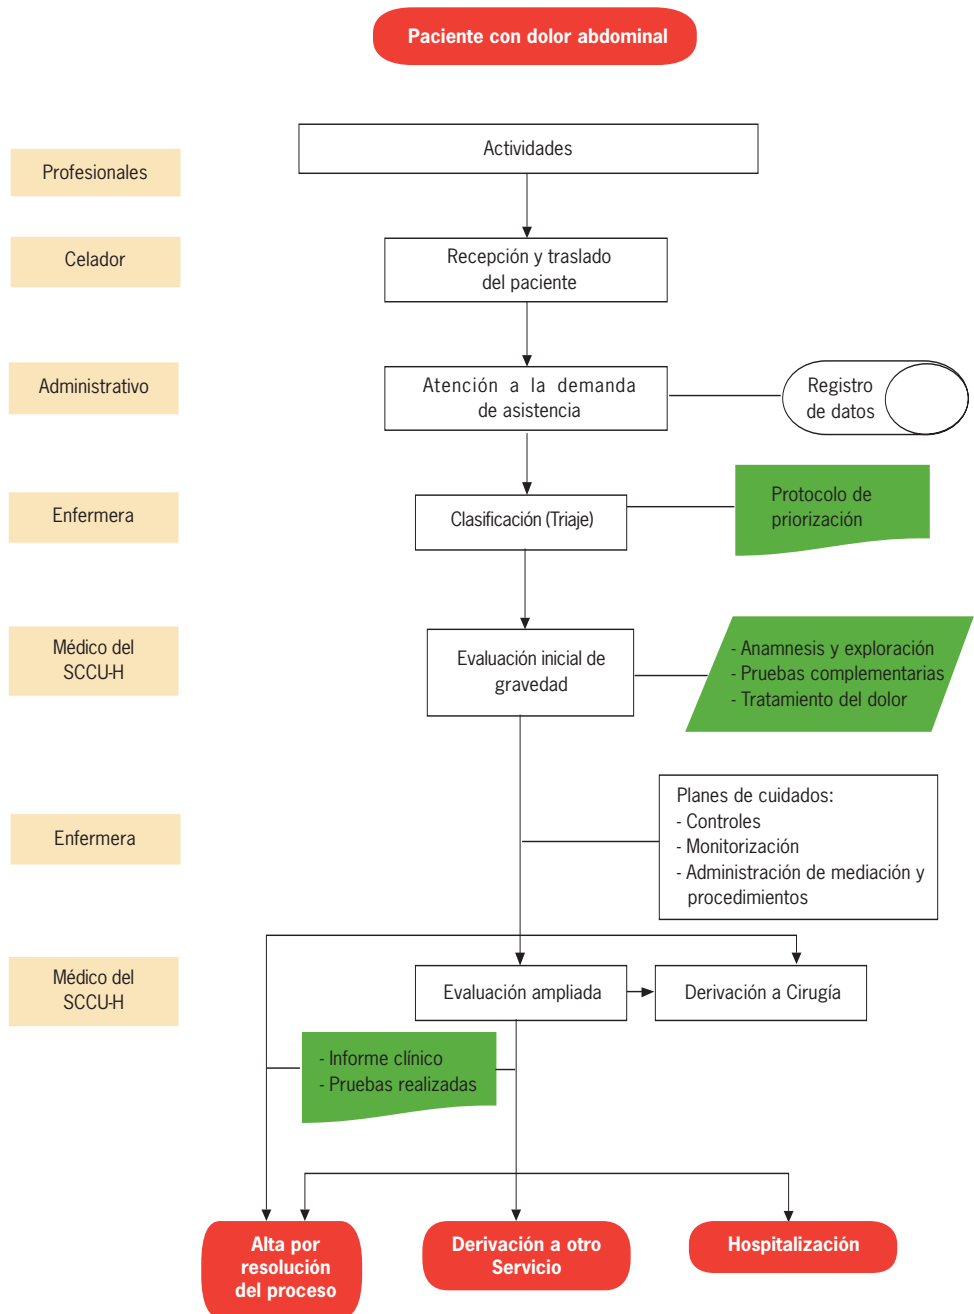 Paciente con dolor abdominal
Actividades
Profesionales
Celador
Recepción y traslado
del paciente
Administrativo
Atención a la demanda
de asistencia
Registro
de datos
Enfermera
Clasificación (Triaje)
Protocolo de
priorización
Médico del
SCCU-H
Evaluación inicial de
gravedad
- Anamnesis y exploración
- Pruebas complementarias
- Tratamiento del dolor
Enfermera
Planes de cuidados:
- Controles
- Monitorización
- Administración de mediación y
procedimientos
Médico del
SCCU-H
Evaluación ampliada
Derivación a Cirugía
- Informe clínico
- Pruebas realizadas
Alta por
resolución
del proceso
Derivación a otro
Servicio
Hospitalización